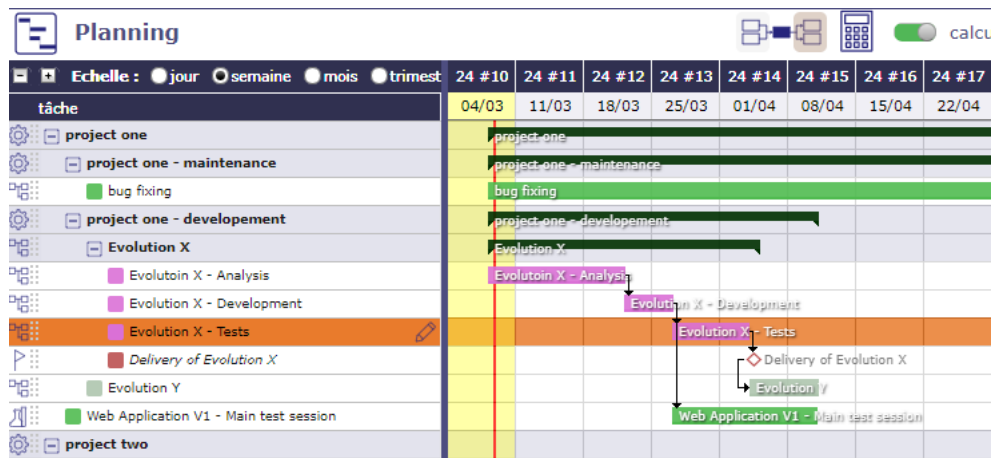 Planning
calcu
Echelle : jour semaine mois trimest 24 #10 24 #11 24 #12 24 #13 24 #14 24 #15 24 #16 24 #17
tâche 04/03 11/03 18/03 25/03 01/04 08/04 15/04 22/04
project one project one
project one - maintenance project one - maintenance
bug fixing bug fixing
project one - developement project one - developement
Evolution X Evolution X
Evolutoin X - Analysis Evolutoin X - Analysis
Evolution X - Development Evolution X - Development
Evolution X - Tests Evolution X - Tests
Delivery of Evolution X Delivery of Evolution X
Evolution Y Evolution Y
Web Application V1 - Main test session Web Application V1 - Main test session
project two